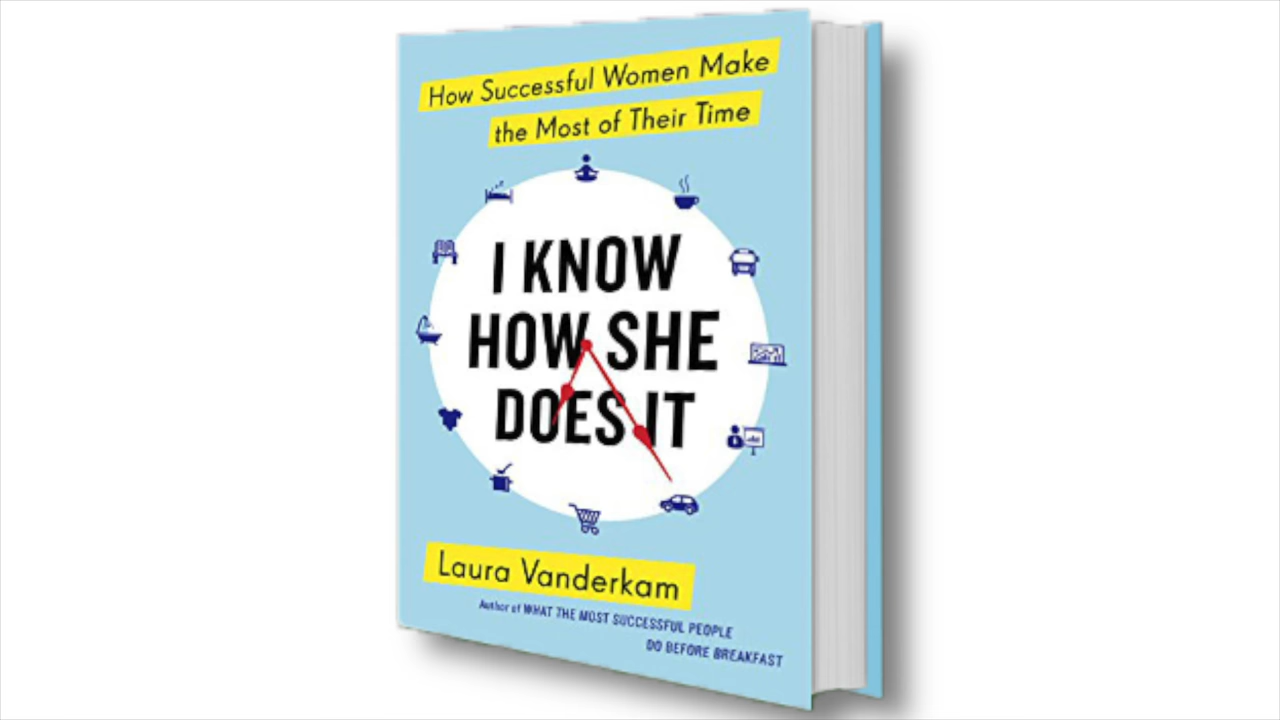 How Successful Women Make
the Most of Their Time
I KNOW
HOW SHE
DOES IT
Laura Vanderkam
Author of WHAT THE MOST SUCCESSFUL PEOPLE
DO BEFORE BREAKFAST